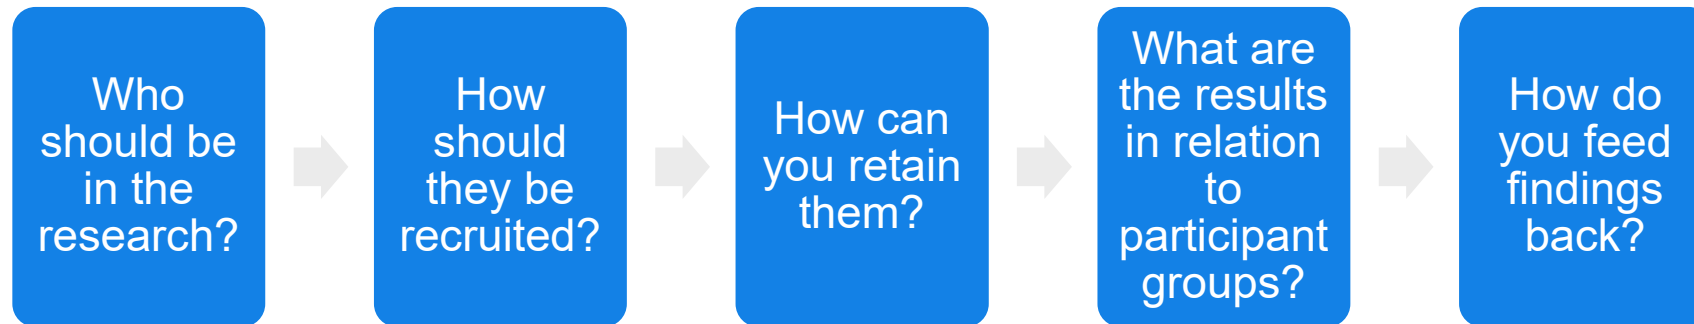 Who
should be
in the
research?
How
should
they be
recruited?
How can
you retain
them?
What are
the results
in relation
to
participant
groups?
How do
you feed
findings
back?